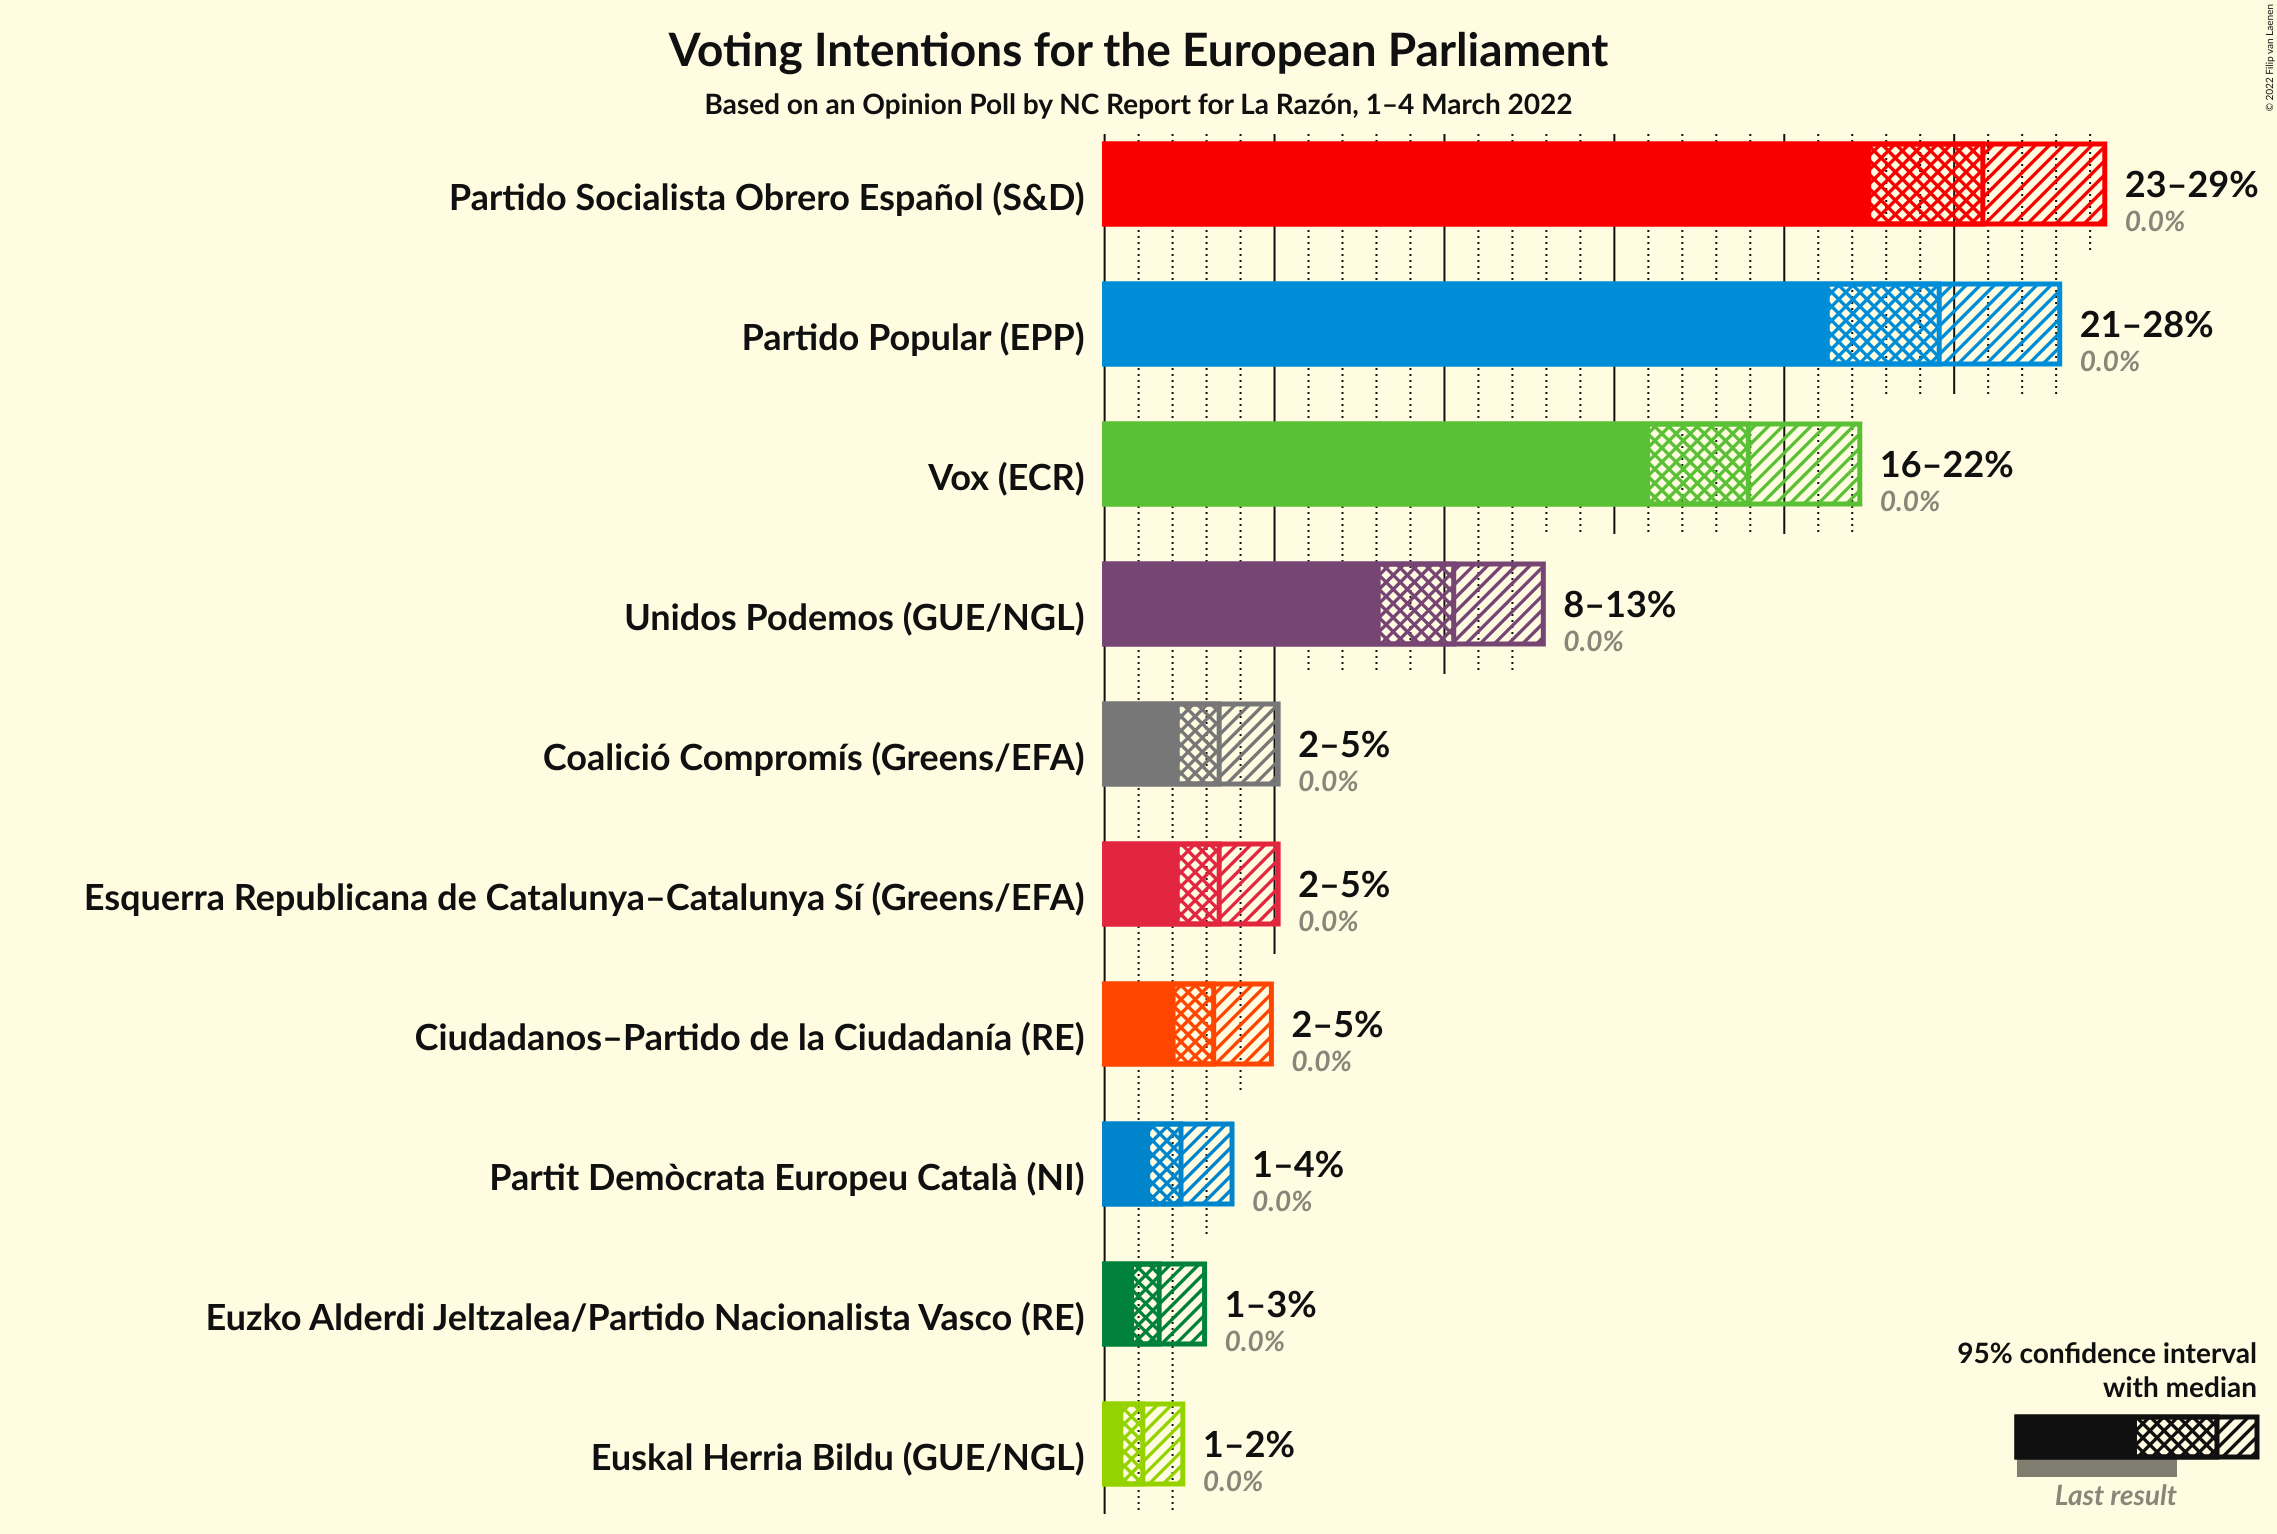 Voting Intentions for the European Parliament
Based on an Opinion Poll by NC Report for La Razón, 1–4 March 2022
© 2022 Filip van Laenen
Partido Socialista Obrero Español (S&D)
23–29%
0.0%
Partido Popular (EPP)
21–28%
0.0%
Vox (ECR)
16–22%
0.0%
Unidos Podemos (GUE/NGL)
8–13%
0.0%
Coalició Compromís (Greens/EFA)
2–5%
0.0%
Esquerra Republicana de Catalunya–Catalunya Sí (Greens/EFA)
2–5%
0.0%
Ciudadanos–Partido de la Ciudadanía (RE)
2–5%
0.0%
Partit Demòcrata Europeu Català (NI)
1–4%
0.0%
Euzko Alderdi Jeltzalea/Partido Nacionalista Vasco (RE)
1–3%
0.0%
Euskal Herria Bildu (GUE/NGL)
1–2%
0.0%
95% confidence interval
with median
Last result